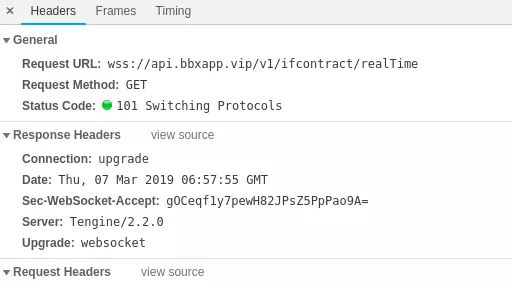 × Headers Frames Timing
General
Request URL: wss://api.bbxapp.vip/v1/ifcontract/realTime
Request Method: GET
Status Code: 101 Switching Protocols
Response Headers view source
Connection: upgrade
Date: Thu, 07 Mar 2019 06:57:55 GMT
Sec-WebSocket-Accept: gOCeqf1y7pewH82JPsZ5PpPao9A=
Server: Tengine/2.2.0
Upgrade: websocket
Request Headers view source